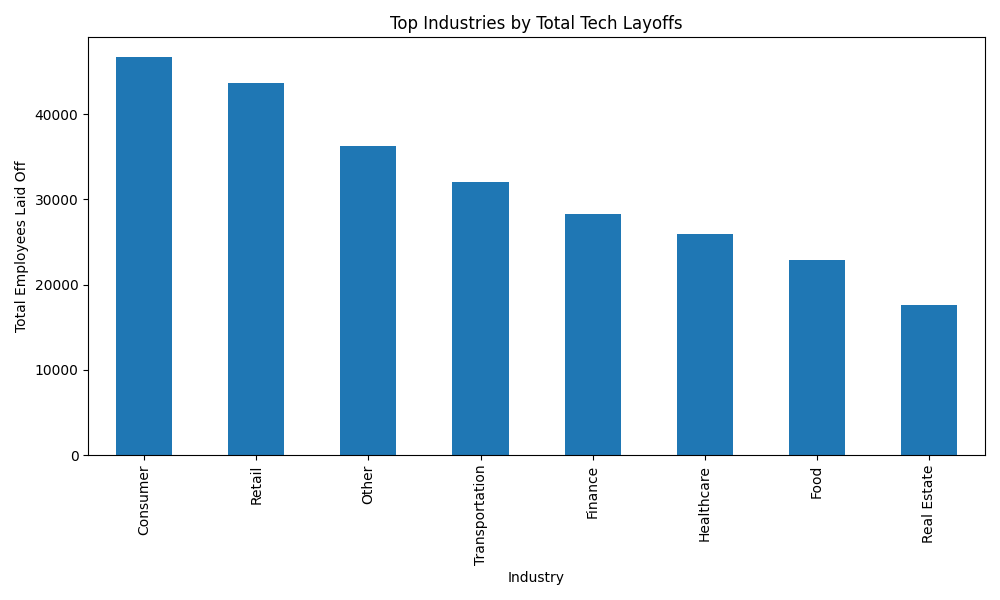 Top Industries by Total Tech Layoffs
Total Employees Laid Off
40000
30000
20000
10000
0
Consumer
Retail
Other
Transportation
Finance
Healthcare
Food
Real Estate
Industry